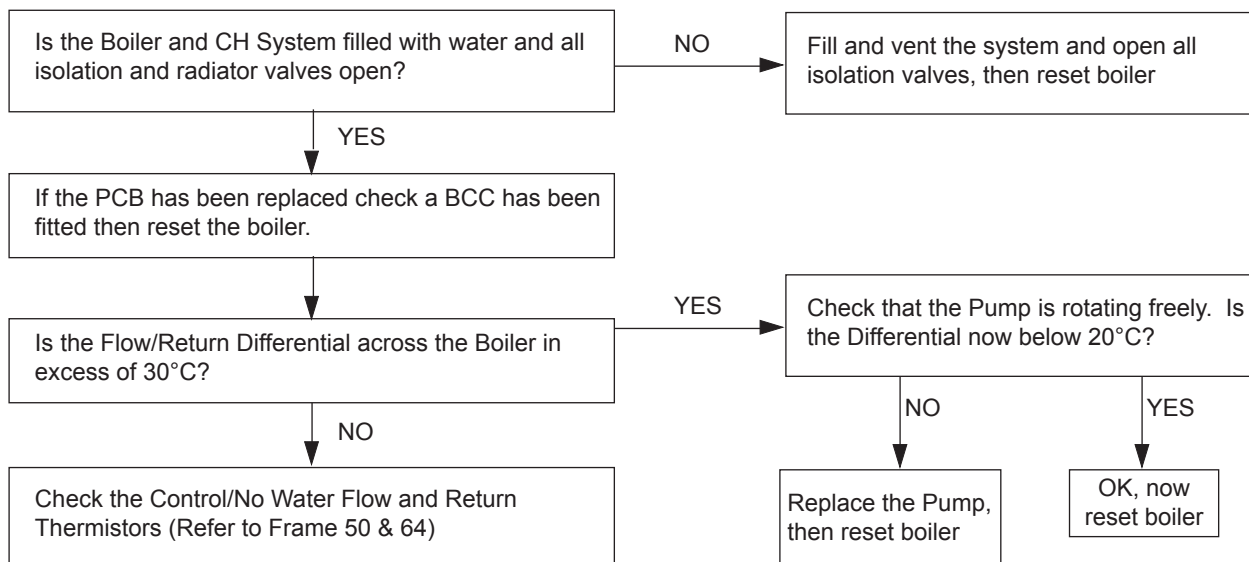 Is the Boiler and CH System filled with water and all
isolation and radiator valves open?
NO
Fill and vent the system and open all
isolation valves, then reset boiler
YES
If the PCB has been replaced check a BCC has been
fitted then reset the boiler.
Is the Flow/Return Differential across the Boiler in
excess of 30°C?
YES
Check that the Pump is rotating freely.  Is
the Differential now below 20°C?
NO
Check the Control/No Water Flow and Return
Thermistors (Refer to Frame 50 & 64)
NO
Replace the Pump,
then reset boiler
YES
OK, now
reset boiler